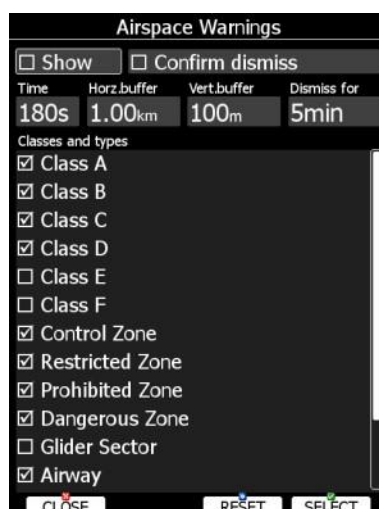 Airspace Warnings
Show Confirm dismiss
Time Horz.buffer Vert.buffer Dismiss for
180s 1.00km 100m 5min
Classes and types
Class A
Class B
Class C
Class D
Class E
Class F
Control Zone
Restricted Zone
Prohibited Zone
Dangerous Zone
Glider Sector
Airway
CLOSE RESET SELECT